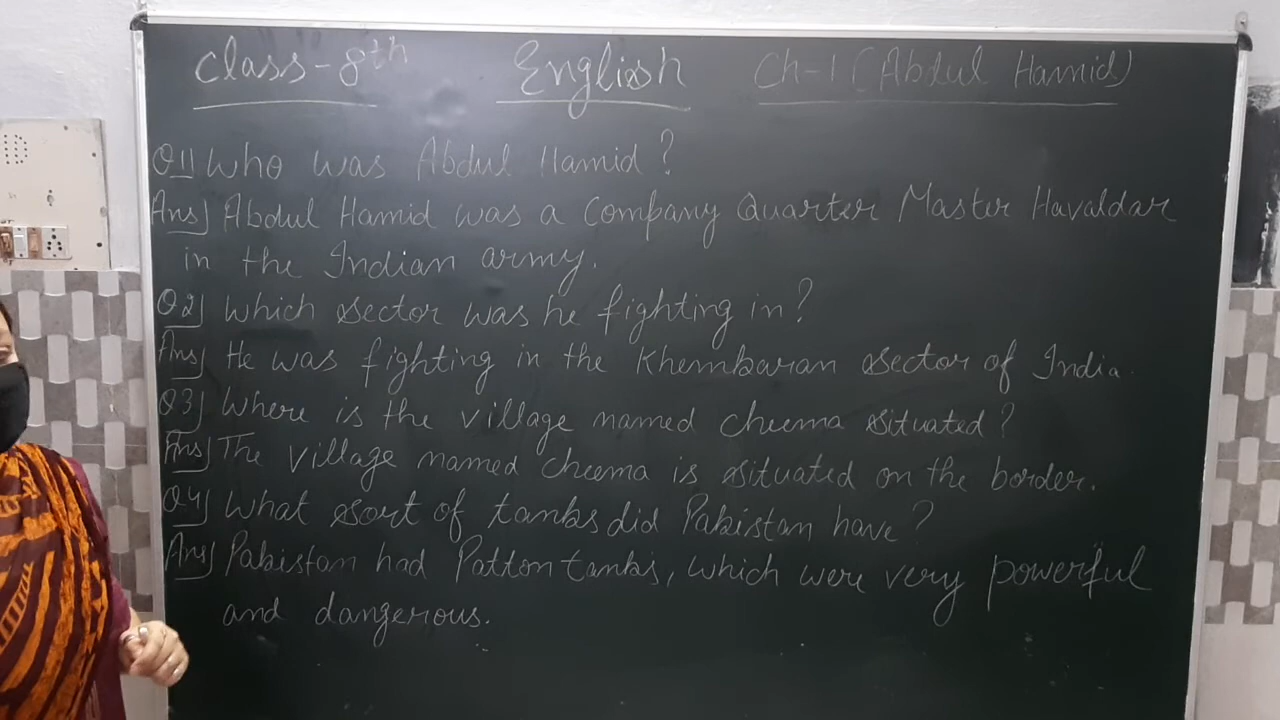 Class-8th English Ch-1 (Abdul Hamid)
Q1] Who was Abdul Hamid?
Ans] Abdul Hamid was a Company Quarter Master Havaldar
in the Indian army.
Q2] Which sector was he fighting in?
Ans] He was fighting in the Khemkaran sector of India.
Q3] Where is the village named cheema situated?
Ans] The village named cheema is situated on the border.
Q4] What sort of tanks did Pakistan have?
Ans] Pakistan had Patton tanks, which were very powerful
and dangerous.